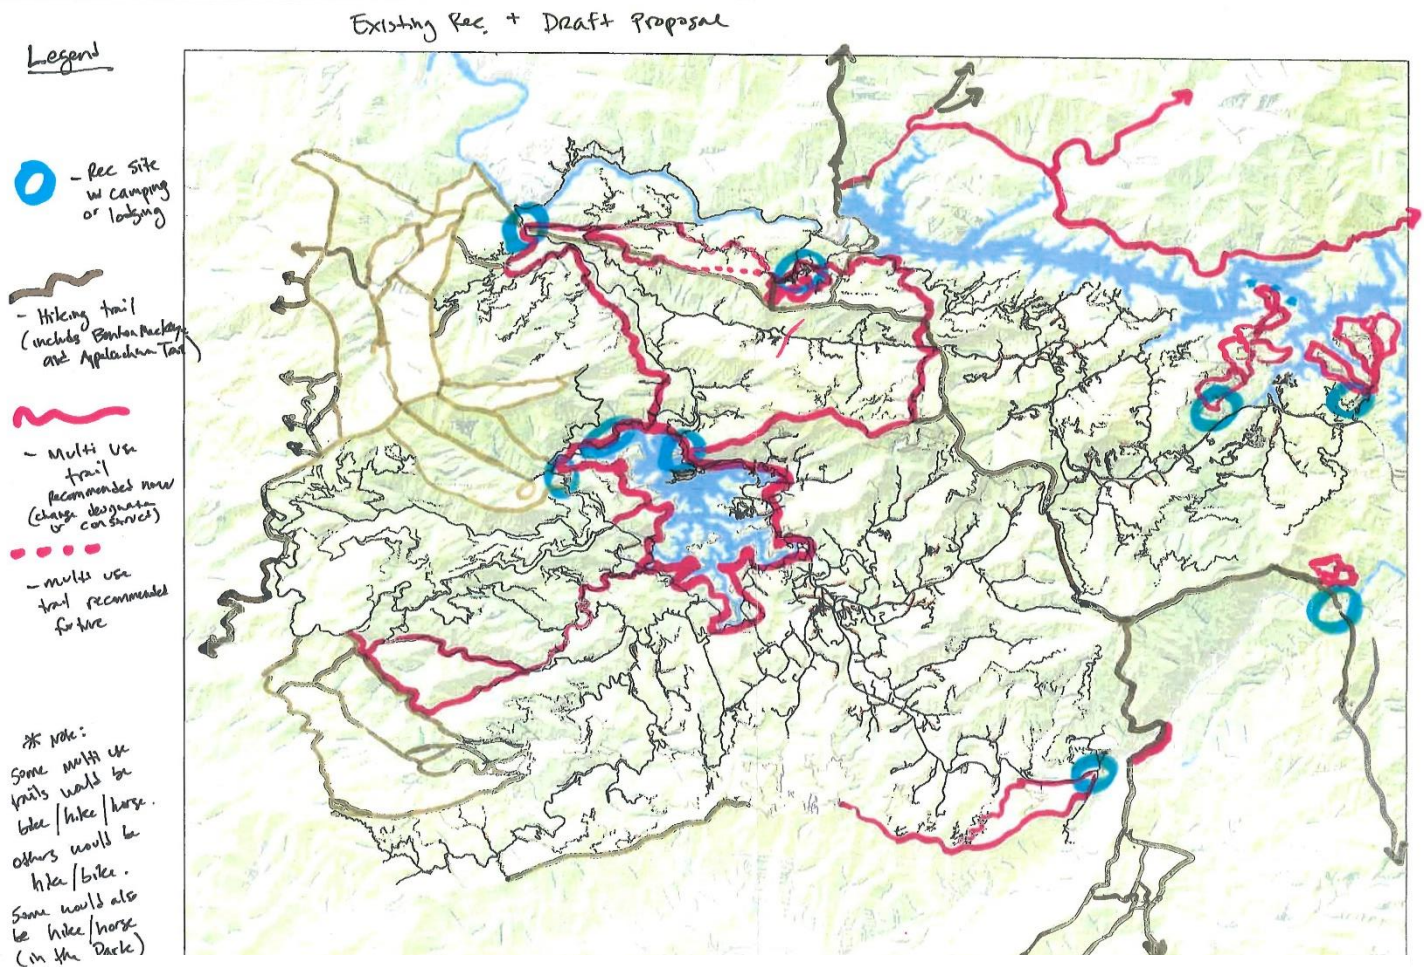 Existing Rec. + Draft Proposal
Legend
- Rec site
w camping
or lodging
- Hiking trail
(includes Benton Mackaye
and Appalachian Trail)
- Multi Use
trail
Recommended now
(change designation
or construct)
- multi use
trail recommended
future
* Note:
Some multi use
trails would be
bike/hike/horse.
others would be
hike/bike.
Some would also
be hike/horse
(in the Park)